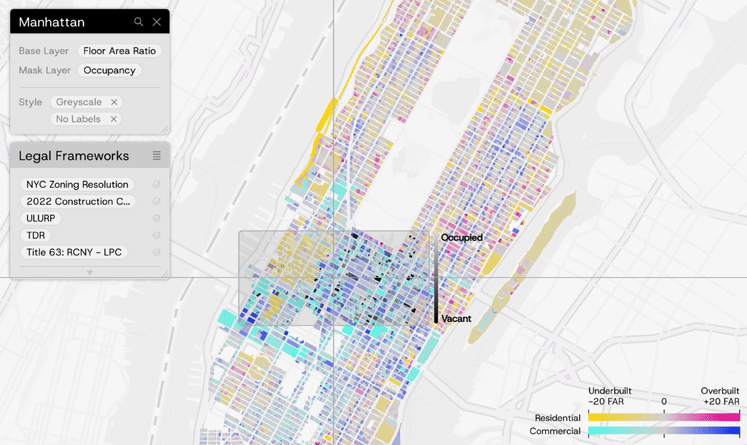 Manhattan
Base Layer Floor Area Ratio
Mask Layer Occupancy
Style Greyscale ×
No Labels ×
Legal Frameworks
NYC Zoning Resolution
2022 Construction C...
ULURP
TDR
Title 63: RCNY - LPC
Occupied
Vacant
Underbuilt Overbuilt
-20 FAR 0 +20 FAR
Residential
Commercial